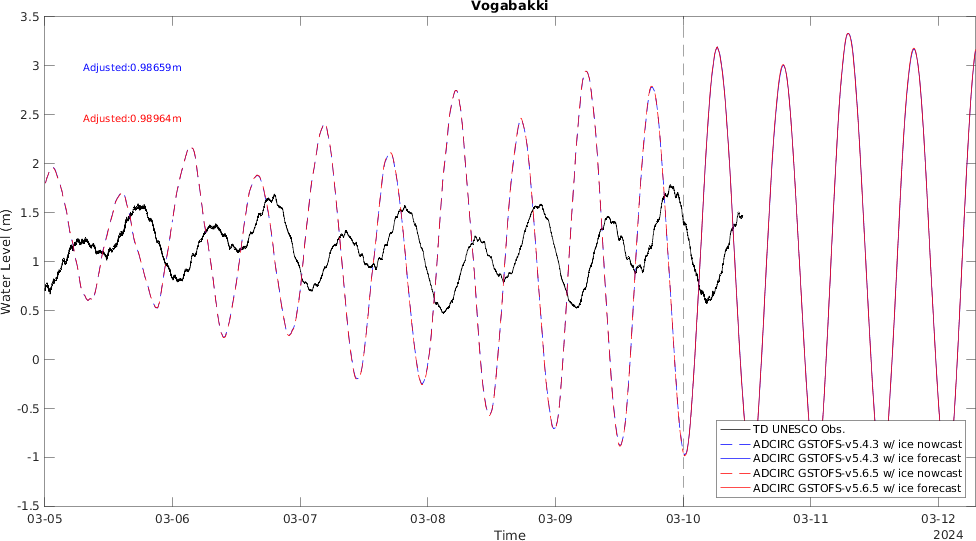 Vogabakki
3.5
3
2.5
2
1.5
1
0.5
0
-0.5
-1
-1.5
Water Level (m)
Adjusted:0.98659m
Adjusted:0.98964m
TD UNESCO Obs.
ADCIRC GSTOFS-v5.4.3 w/ ice nowcast
ADCIRC GSTOFS-v5.4.3 w/ ice forecast
ADCIRC GSTOFS-v5.6.5 w/ ice nowcast
ADCIRC GSTOFS-v5.6.5 w/ ice forecast
03-05 03-06 03-07 03-08 03-09 03-10 03-11 03-12
Time
2024